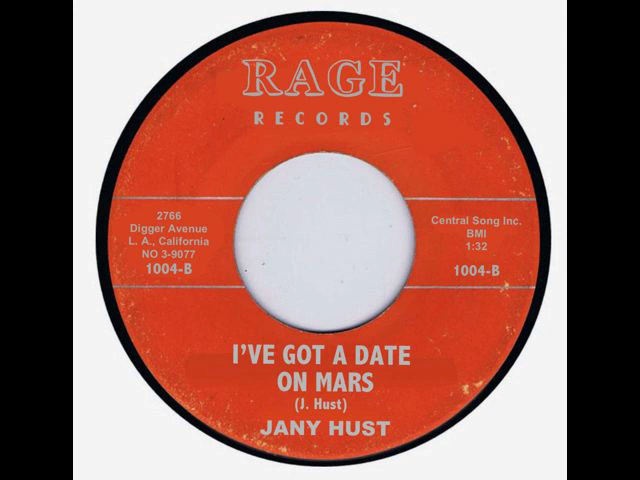 RAGE
RECORDS
2766
Digger Avenue
L. A., California
NO 3-9077
1004-B
Central Song Inc.
BMI
1:32
1004-B
I'VE GOT A DATE
ON MARS
(J. Hust)
JANY HUST